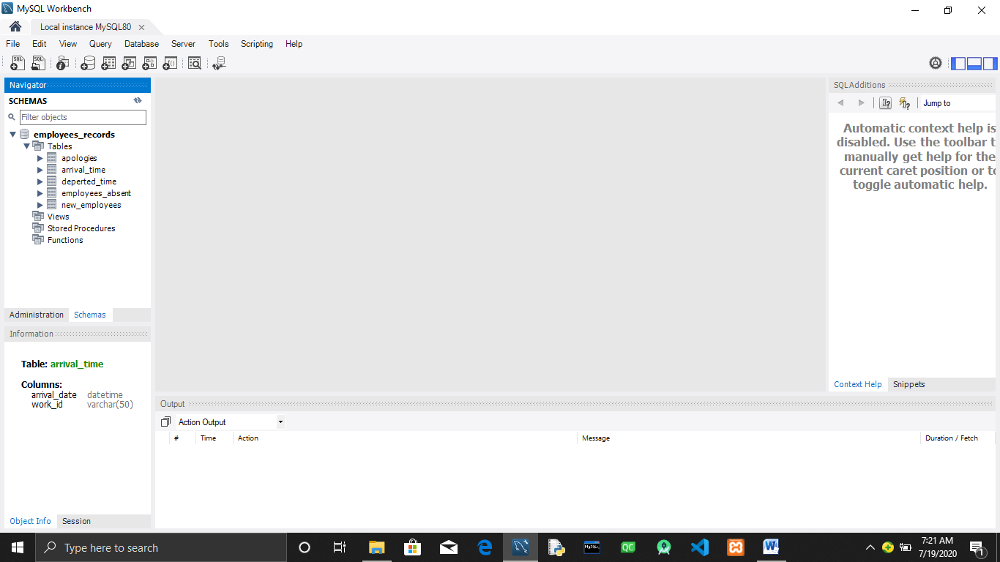 MySQL Workbench
Local instance MySQL80
File Edit View Query Database Server Tools Scripting Help
Navigator
SCHEMAS
Filter objects
employees_records
Tables
apologies
arrival_time
deperted_time
employees_absent
new_employees
Views
Stored Procedures
Functions
Administration Schemas
Information
Table: arrival_time
Columns:
arrival_date datetime
work_id varchar(50)
Object Info Session
SQLAdditions
Jump to
Automatic context help is
disabled. Use the toolbar t
manually get help for the
current caret position or to
toggle automatic help.
Context Help Snippets
Output
Action Output
# Time Action Message Duration / Fetch
Type here to search
7:21 AM
7/19/2020